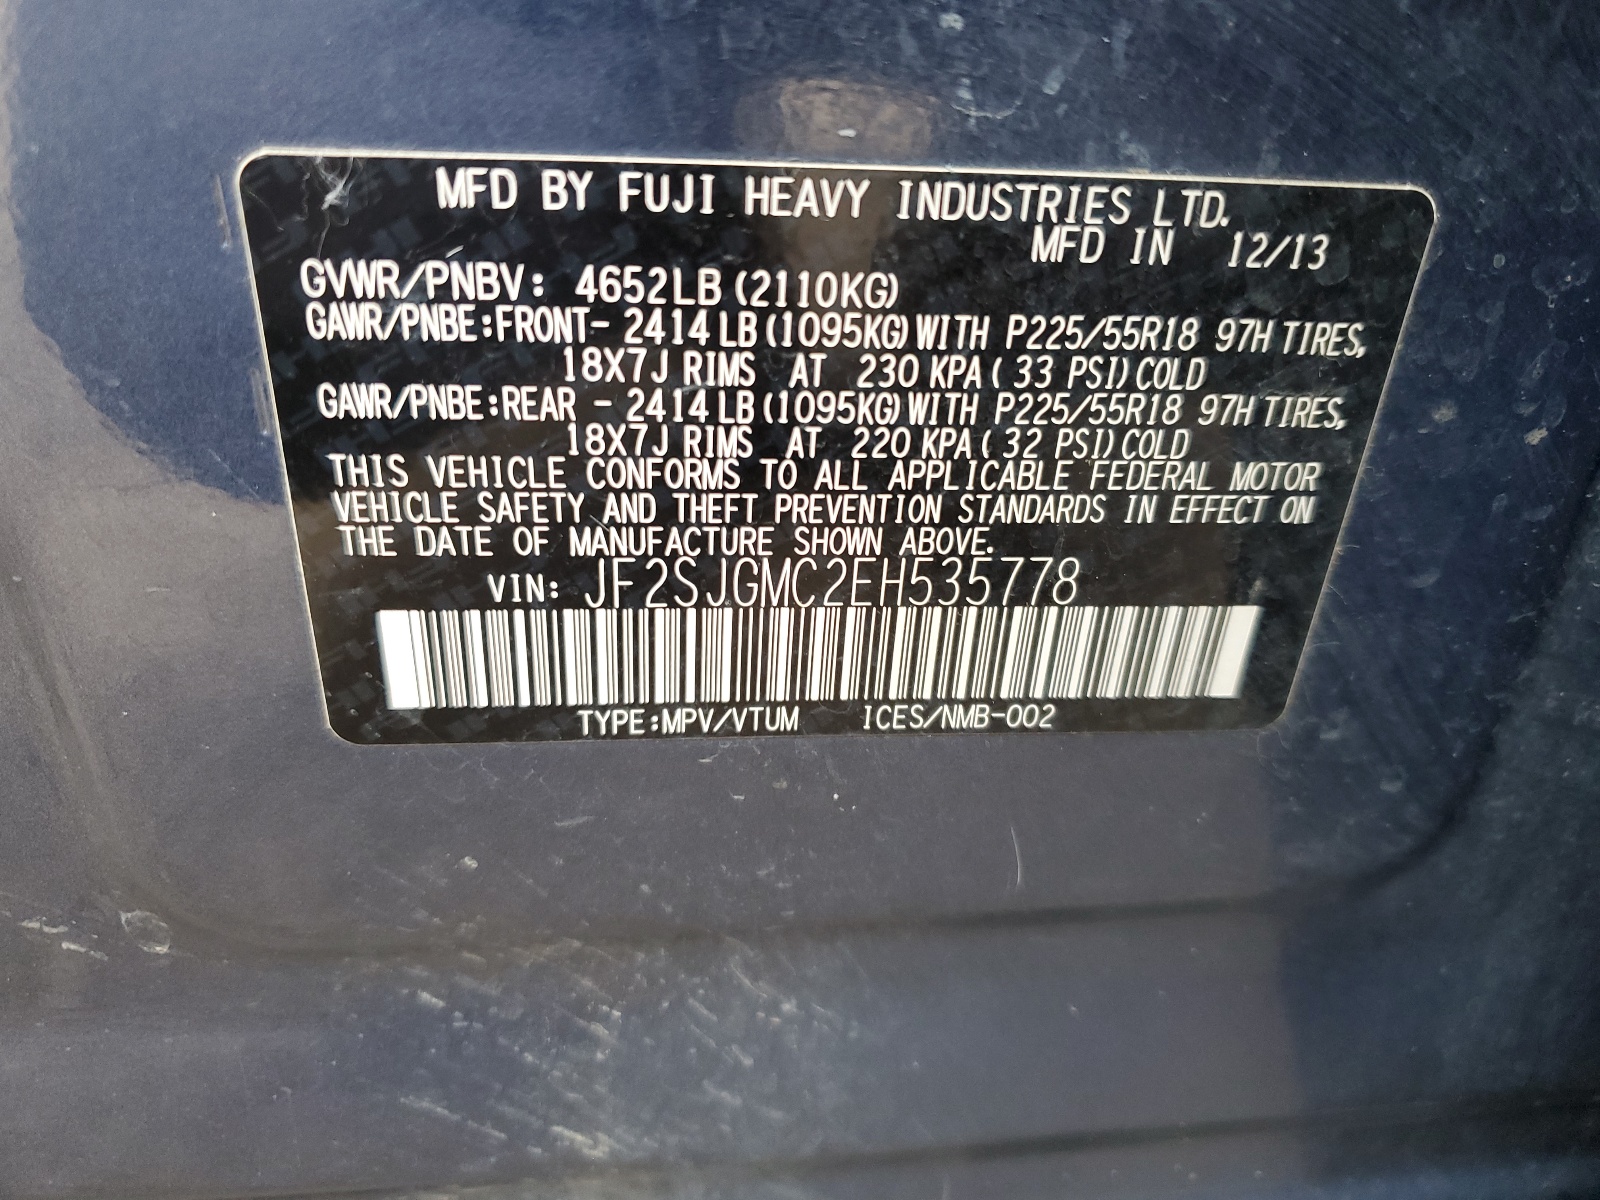 MFD BY FUJI HEAVY INDUSTRIES LTD.
MFD IN 12/13
GVWR/PNBV: 4652LB (2110KG)
GAWR/PNBE:FRONT- 2414LB (1095KG) WITH P225/55R18 97H TIRES,
18X7J RIMS AT 230 KPA ( 33 PSI) COLD
GAWR/PNBE:REAR - 2414LB (1095KG) WITH P225/55R18 97H TIRES,
18X7J RIMS AT 220 KPA ( 32 PSI) COLD
THIS VEHICLE CONFORMS TO ALL APPLICABLE FEDERAL MOTOR
VEHICLE SAFETY AND THEFT PREVENTION STANDARDS IN EFFECT ON
THE DATE OF MANUFACTURE SHOWN ABOVE.
VIN: JF2SJGMC2EH535778
TYPE:MPV/VTUM ICES/NMB-002